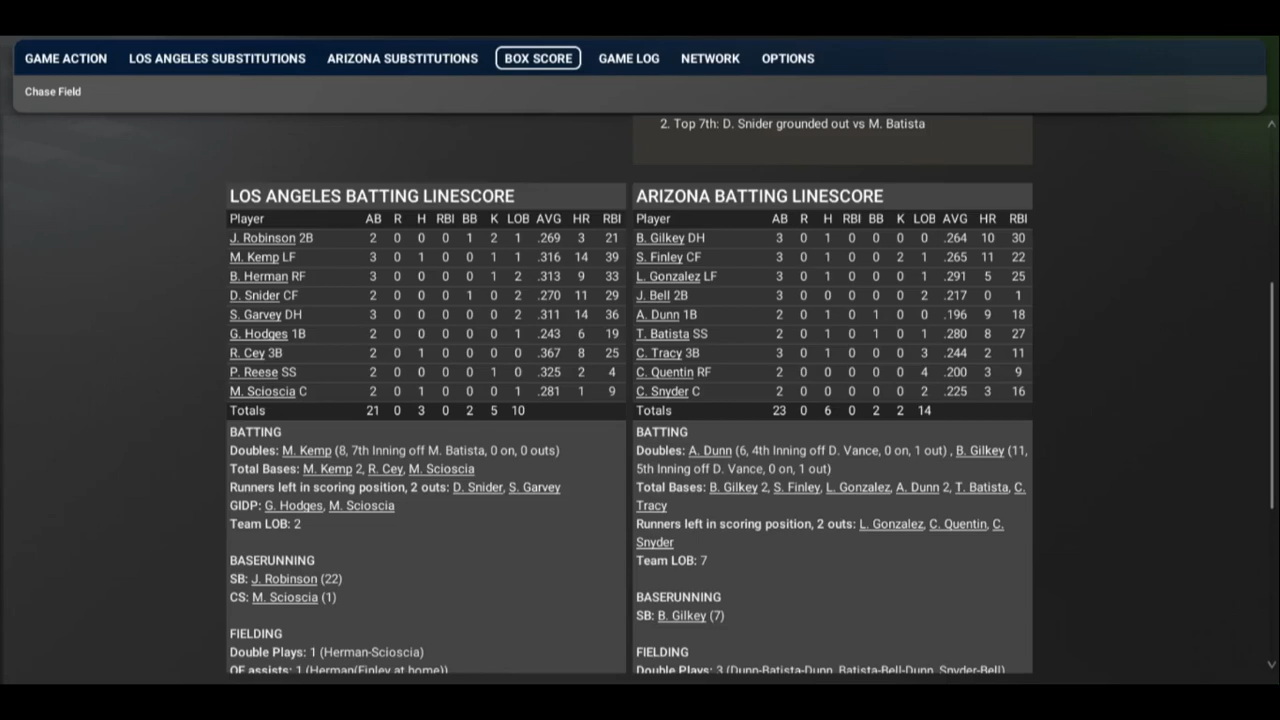 GAME ACTION LOS ANGELES SUBSTITUTIONS ARIZONA SUBSTITUTIONS BOX SCORE GAME LOG NETWORK OPTIONS
Chase Field
2. Top 7th: D. Snider grounded out vs M. Batista
LOS ANGELES BATTING LINESCORE
Player AB R H RBI BB K LOB AVG HR RBI
J. Robinson 2B 2 0 0 0 1 2 1 .269 3 21
M. Kemp LF 3 0 1 0 0 1 1 .316 14 39
B. Herman RF 3 0 0 0 0 1 2 .313 9 33
D. Snider CF 2 0 0 0 1 0 2 .270 11 29
S. Garvey DH 3 0 0 0 0 0 2 .311 14 36
G. Hodges 1B 2 0 0 0 0 0 1 .243 6 19
R. Cey 3B 2 0 1 0 0 0 0 .367 8 25
P. Reese SS 2 0 0 0 0 1 0 .325 2 4
M. Scioscia C 2 0 1 0 0 0 1 .281 1 9
Totals 21 0 3 0 2 5 10
BATTING
Doubles: M. Kemp (8, 7th Inning off M. Batista, 0 on, 0 outs)
Total Bases: M. Kemp 2, R. Cey, M. Scioscia
Runners left in scoring position, 2 outs: D. Snider, S. Garvey
GIDP: G. Hodges, M. Scioscia
Team LOB: 2
BASERUNNING
SB: J. Robinson (22)
CS: M. Scioscia (1)
FIELDING
Double Plays: 1 (Herman-Scioscia)
OF assists: 1 (Herman(Finley at home))
ARIZONA BATTING LINESCORE
Player AB R H RBI BB K LOB AVG HR RBI
B. Gilkey DH 3 0 1 0 0 0 0 .264 10 30
S. Finley CF 3 0 1 0 0 2 1 .265 11 22
L. Gonzalez LF 3 0 1 0 0 0 1 .291 5 25
J. Bell 2B 3 0 0 0 0 0 2 .217 0 1
A. Dunn 1B 2 0 1 0 1 0 0 .196 9 18
T. Batista SS 2 0 1 0 1 0 1 .280 8 27
C. Tracy 3B 3 0 1 0 0 0 3 .244 2 11
C. Quentin RF 2 0 0 0 0 0 4 .200 3 9
C. Snyder C 2 0 0 0 0 0 2 .225 3 16
Totals 23 0 6 0 2 2 14
BATTING
Doubles: A. Dunn (6, 4th Inning off D. Vance, 0 on, 1 out) , B. Gilkey (11,
5th Inning off D. Vance, 0 on, 1 out)
Total Bases: B. Gilkey 2, S. Finley, L. Gonzalez, A. Dunn 2, T. Batista, C.
Tracy
Runners left in scoring position, 2 outs: L. Gonzalez, C. Quentin, C.
Snyder
Team LOB: 7
BASERUNNING
SB: B. Gilkey (7)
FIELDING
Double Plays: 3 (Dunn-Batista-Dunn, Batista-Bell-Dunn, Snyder-Bell)